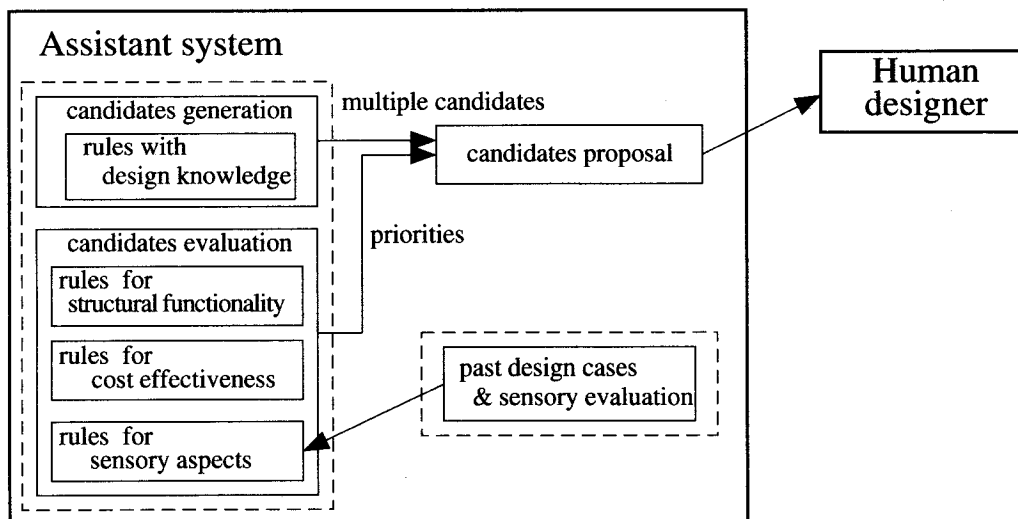 Assistant system
candidates generation
rules with
design knowledge
multiple candidates
candidates proposal
Human
designer
priorities
candidates evaluation
rules for
structural functionality
rules for
cost effectiveness
rules for
sensory aspects
past design cases
& sensory evaluation